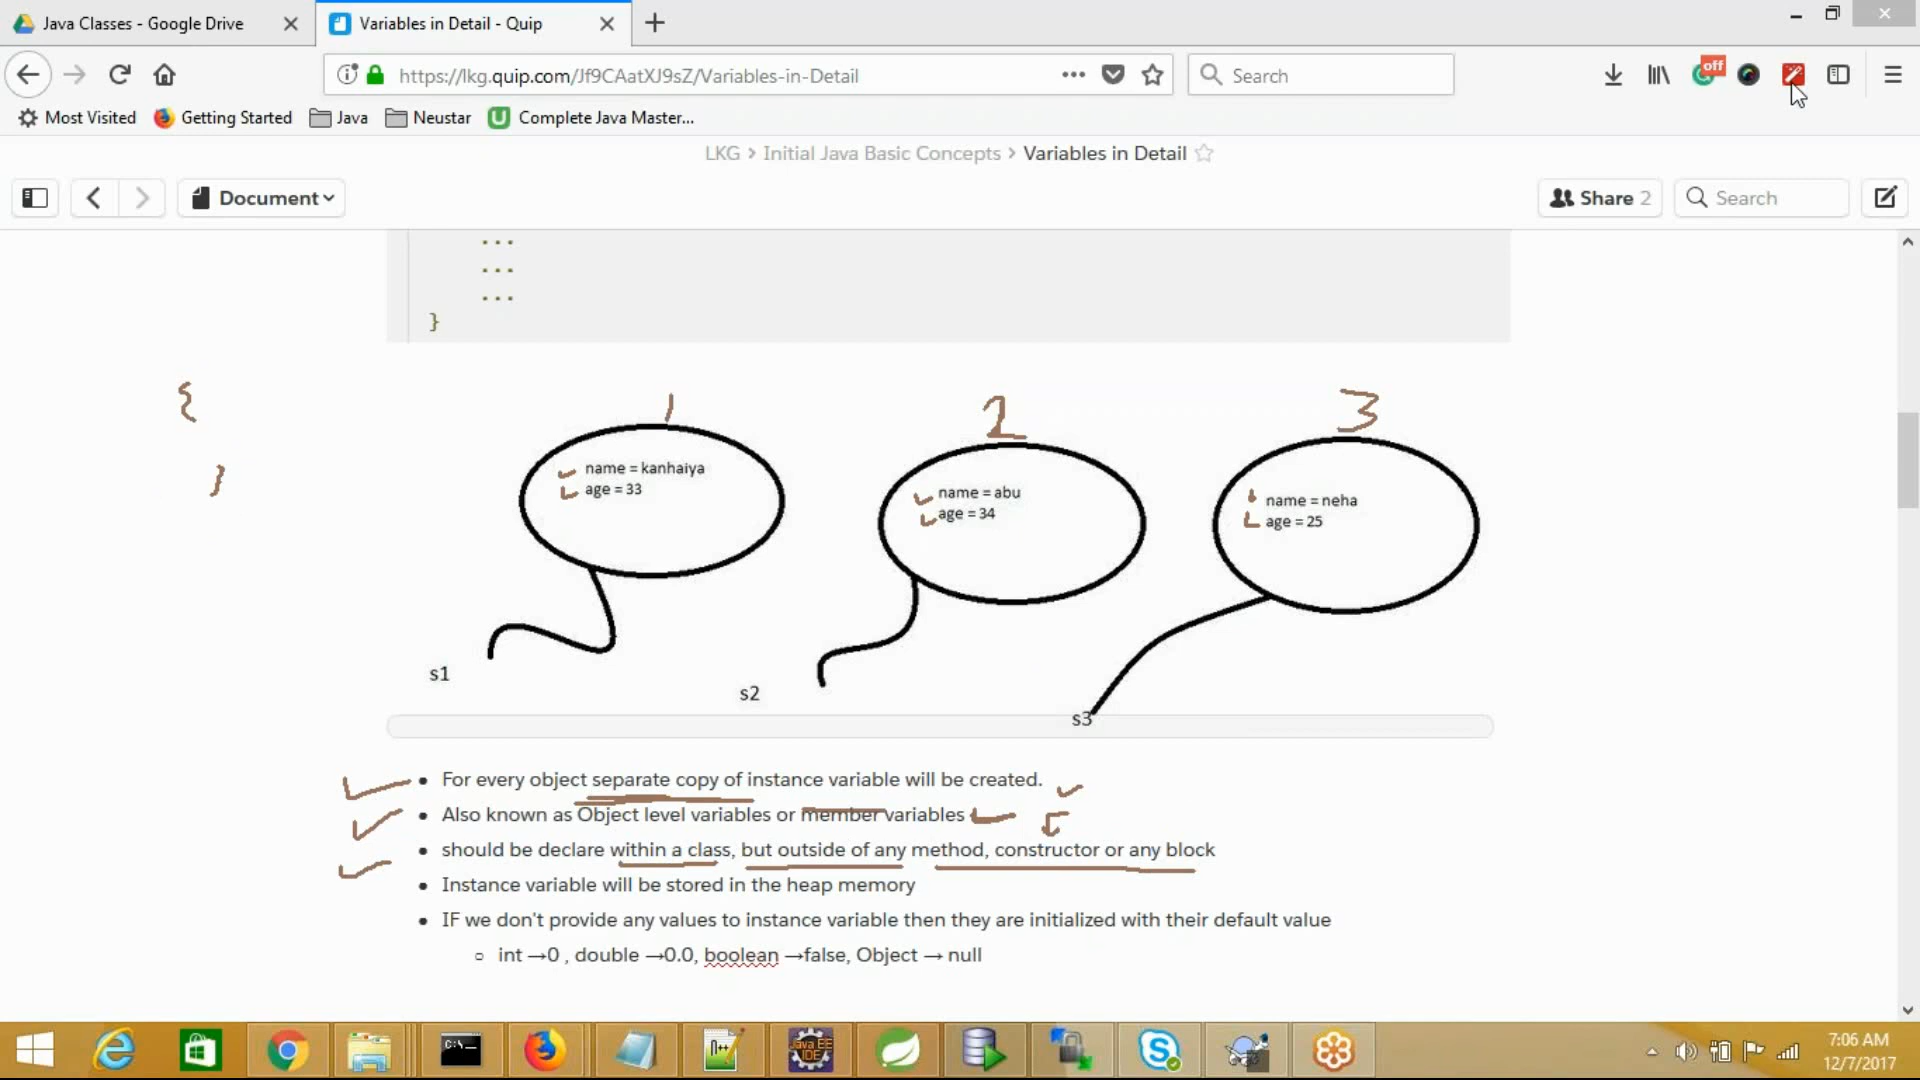 Java Classes - Google Drive
Variables in Detail - Quip
https://lkg.quip.com/Jf9CAatXJ9sZ/Variables-in-Detail
Search
off
Most Visited
Getting Started
Java
Neustar
Complete Java Master...
LKG > Initial Java Basic Concepts > Variables in Detail
Document
Share 2
Search
...
...
...
}
{
}
1
2
3
name = kanhaiya
age = 33
name = abu
age = 34
name = neha
age = 25
s1
s2
s3
• For every object separate copy of instance variable will be created.
• Also known as Object level variables or member variables
• should be declare within a class, but outside of any method, constructor or any block
• Instance variable will be stored in the heap memory
• IF we don't provide any values to instance variable then they are initialized with their default value
○ int →0 , double →0.0, boolean →false, Object → null
C:\_
n++
Java EE
IDE
7:06 AM
12/7/2017